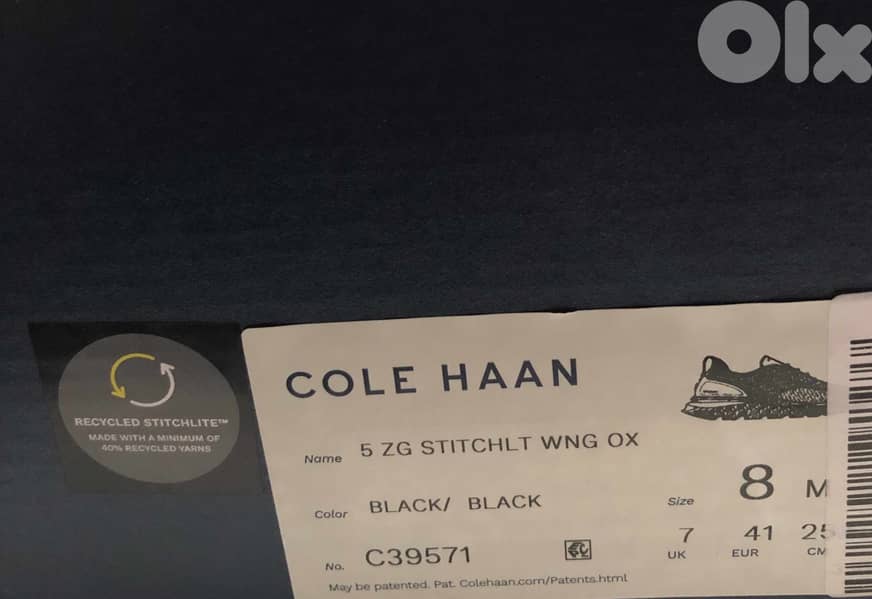 Olx
RECYCLED STITCHLITE™
MADE WITH A MINIMUM OF
40% RECYCLED YARNS
COLE HAAN
Name 5 ZG STITCHLT WNG OX
Color BLACK/ BLACK
Size 8 M
No. C39571
7 UK
41 EUR
25 CM
May be patented. Pat. Colehaan.com/Patents.html